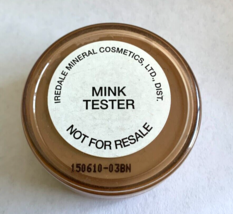 IREDALE MINERAL COSMETICS, LTD., DIST.
MINK
TESTER
NOT FOR RESALE
150610-03BN